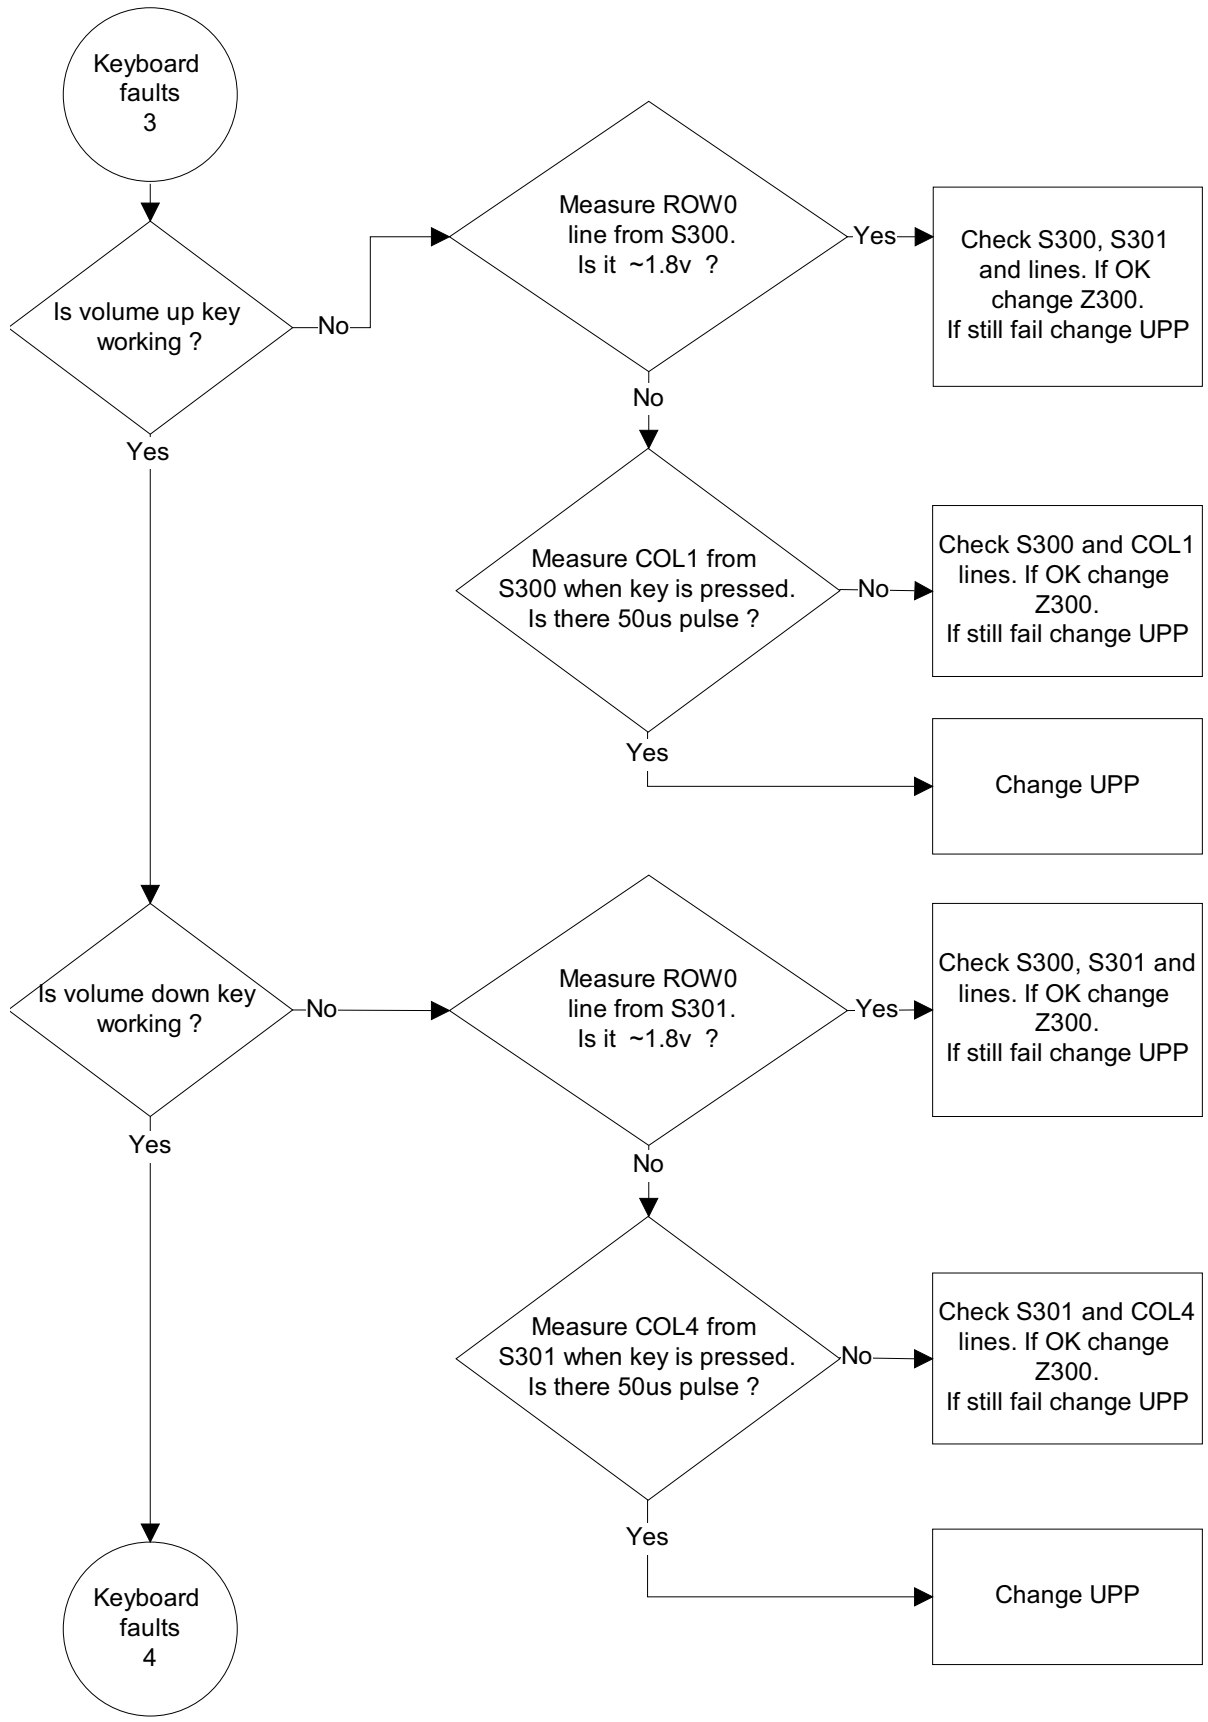 Keyboard
faults
3
Is volume up key
working ?
No
Yes
Measure ROW0
line from S300.
Is it ~1.8v ?
Yes
No
Check S300, S301
and lines. If OK
change Z300.
If still fail change UPP
Measure COL1 from
S300 when key is pressed.
Is there 50us pulse ?
No
Yes
Check S300 and COL1
lines. If OK change
Z300.
If still fail change UPP
Change UPP
Is volume down key
working ?
No
Yes
Measure ROW0
line from S301.
Is it ~1.8v ?
Yes
No
Check S300, S301 and
lines. If OK change
Z300.
If still fail change UPP
Measure COL4 from
S301 when key is pressed.
Is there 50us pulse ?
No
Yes
Check S301 and COL4
lines. If OK change
Z300.
If still fail change UPP
Change UPP
Keyboard
faults
4